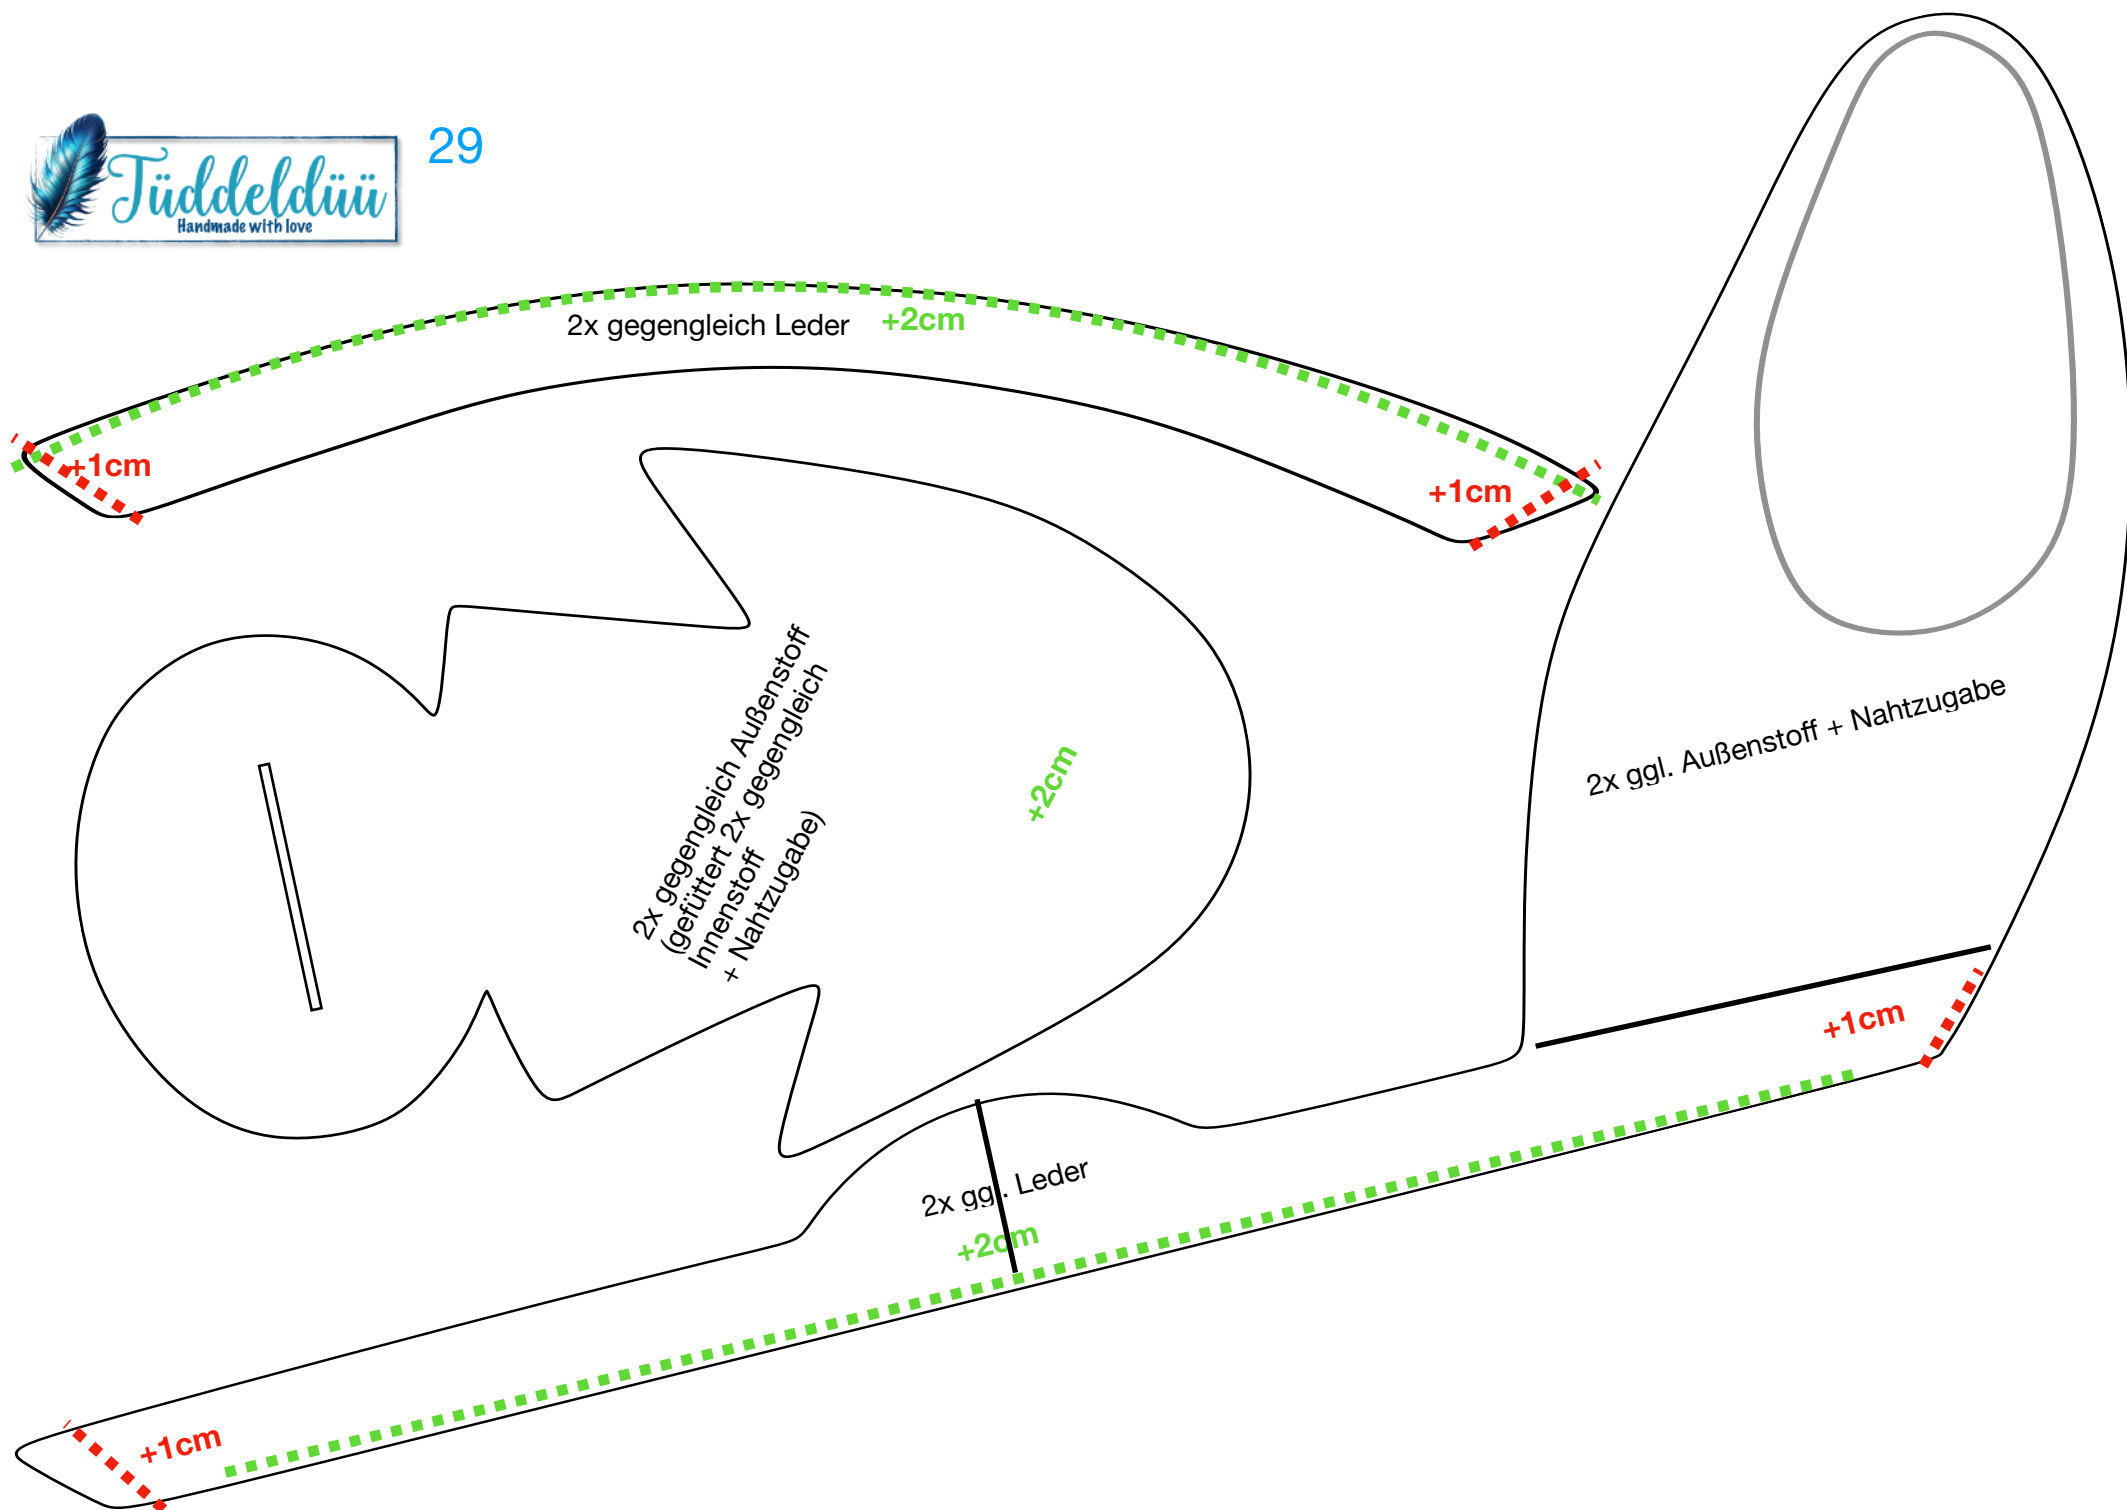 Tüddeldüü
Handmade with love
29
2x gegengleich Leder
+2cm
+1cm
+1cm
2x gegengleich Außenstoff
(gefüttert 2x gegengleich
Innenstoff
+ Nahtzugabe)
+2cm
2x ggl. Außenstoff + Nahtzugabe
+1cm
2x ggl. Leder
+2cm
+1cm